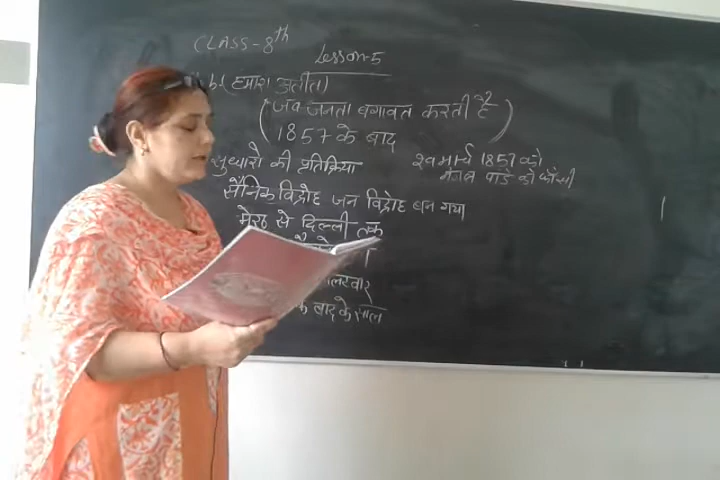 CLASS-8th
Lesson-5
(हमारा अतीत)
(जब जनता बगावत करती है
1857 के बाद)
सुधारो की प्रतिक्रिया
29 मार्च 1857 को
मंगल पांडे को फाँसी
सैनिक विद्रोह जन विद्रोह बन गया
मेरठ से दिल्ली तक
के बाद के साल